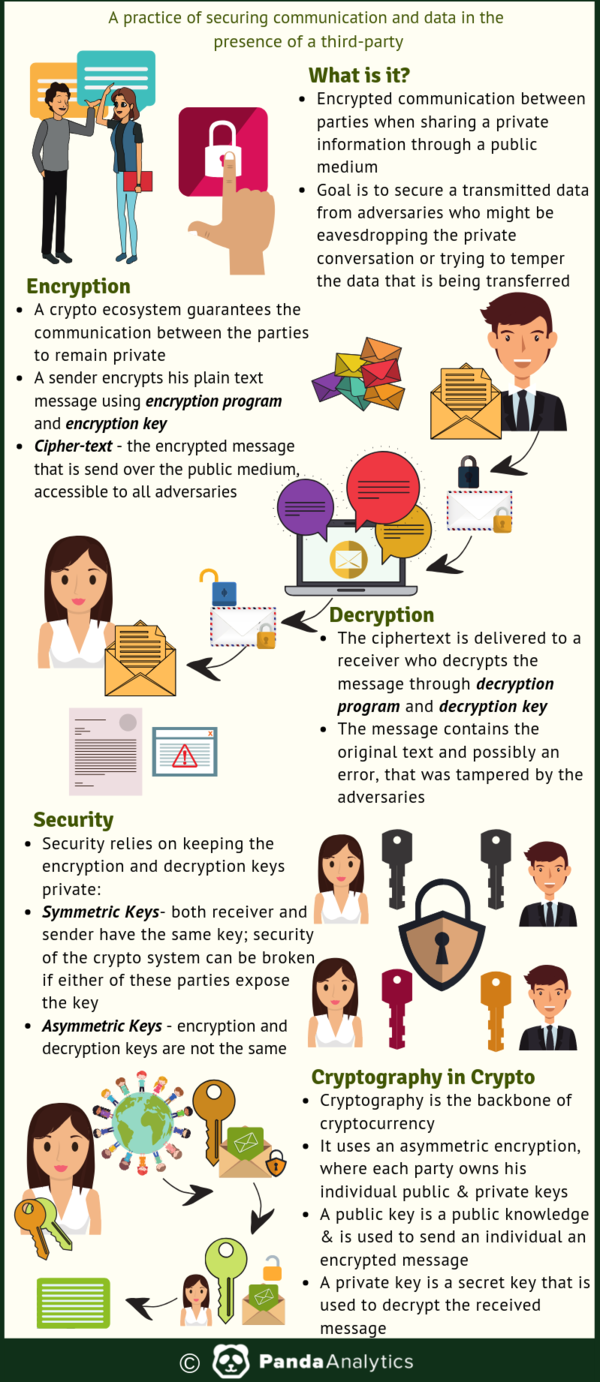 A practice of securing communication and data in the
presence of a third-party
What is it?
• Encrypted communication between
parties when sharing a private
information through a public
medium
• Goal is to secure a transmitted data
from adversaries who might be
eavesdropping the private
conversation or trying to temper
the data that is being transferred
Encryption
• A crypto ecosystem guarantees the
communication between the parties
to remain private
• A sender encrypts his plain text
message using encryption program
and encryption key
• Cipher-text - the encrypted message
that is send over the public medium,
accessible to all adversaries
Decryption
• The ciphertext is delivered to a
receiver who decrypts the
message through decryption
program and decryption key
• The message contains the
original text and possibly an
error, that was tampered by the
adversaries
Security
• Security relies on keeping the
encryption and decryption keys
private:
• Symmetric Keys- both receiver and
sender have the same key; security
of the crypto system can be broken
if either of these parties expose
the key
• Asymmetric Keys - encryption and
decryption keys are not the same
Cryptography in Crypto
• Cryptography is the backbone of
cryptocurrency
• It uses an asymmetric encryption,
where each party owns his
individual public & private keys
• A public key is a public knowledge
& is used to send an individual an
encrypted message
• A private key is a secret key that is
used to decrypt the received
message
© PandaAnalytics